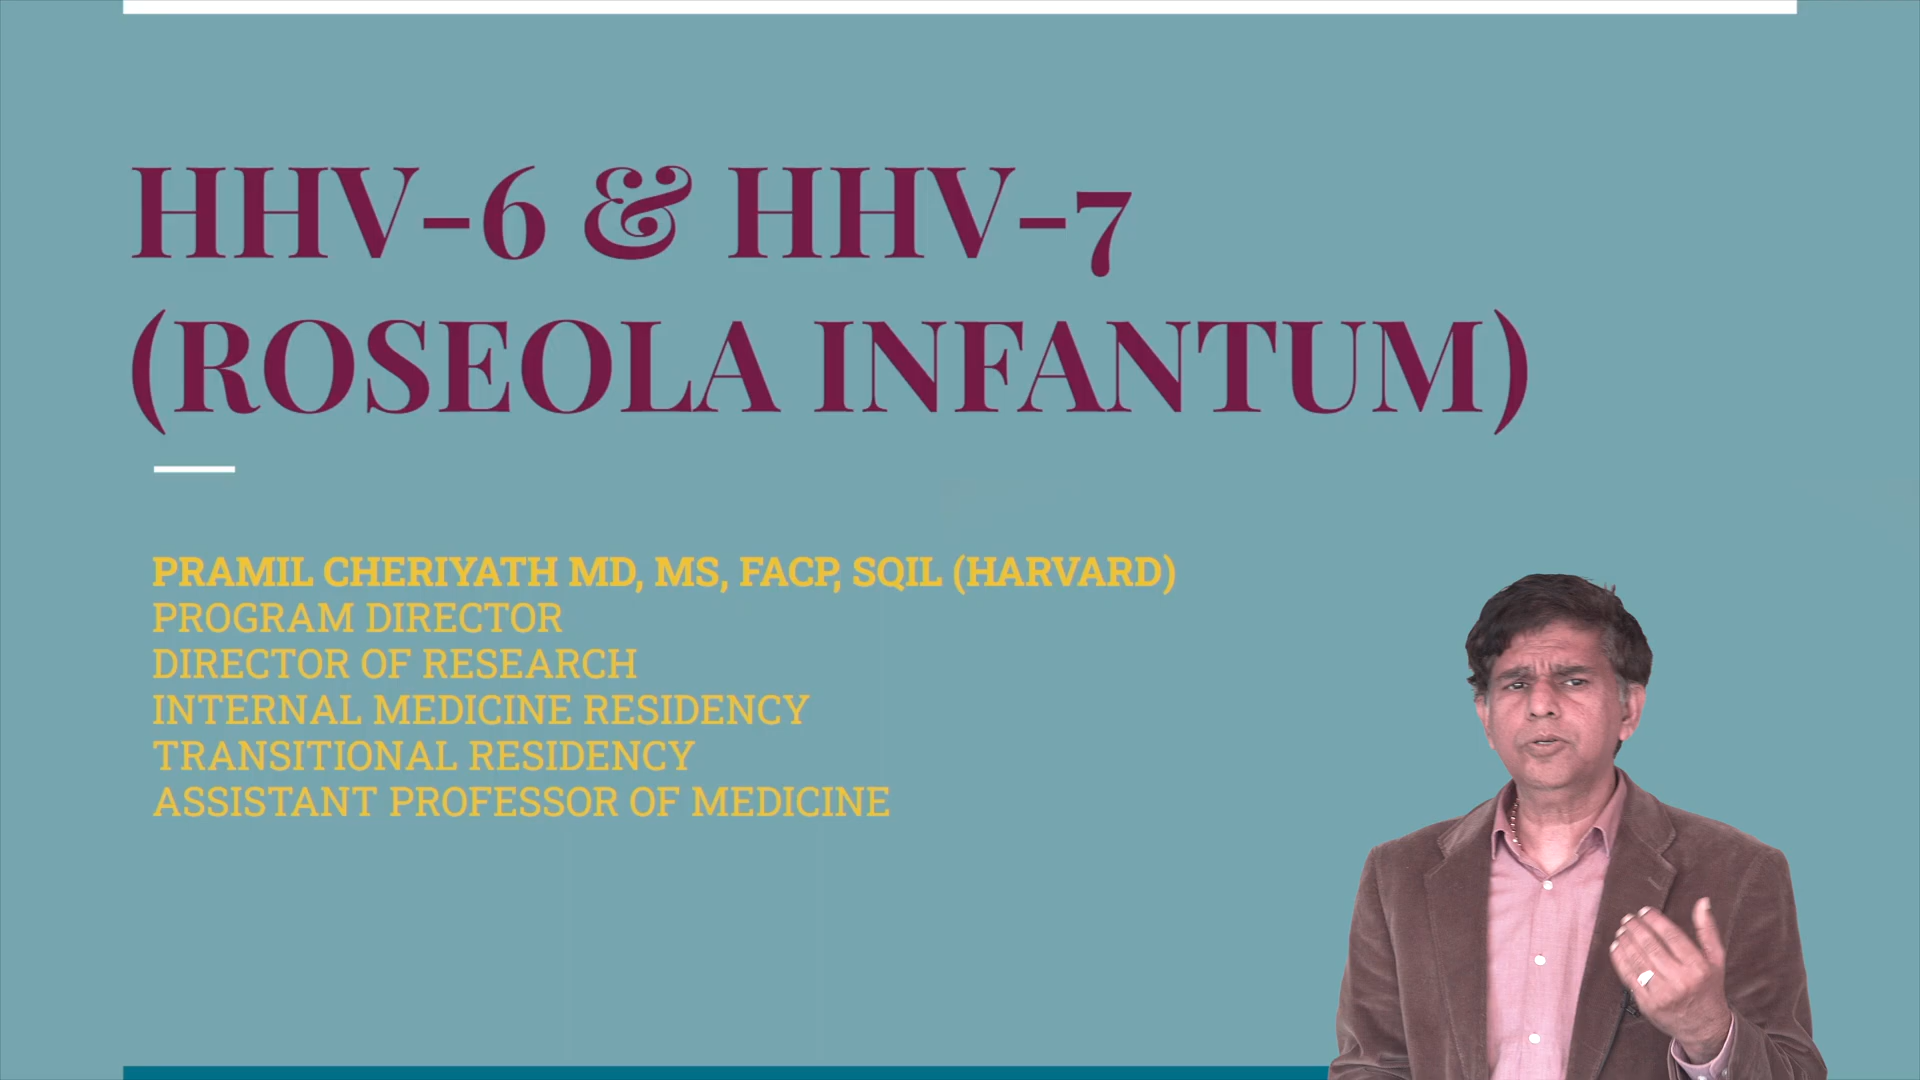 HHV-6 & HHV-7
(ROSEOLA INFANTUM)
PRAMIL CHERIYATH MD, MS, FACP, SQIL (HARVARD)
PROGRAM DIRECTOR
DIRECTOR OF RESEARCH
INTERNAL MEDICINE RESIDENCY
TRANSITIONAL RESIDENCY
ASSISTANT PROFESSOR OF MEDICINE